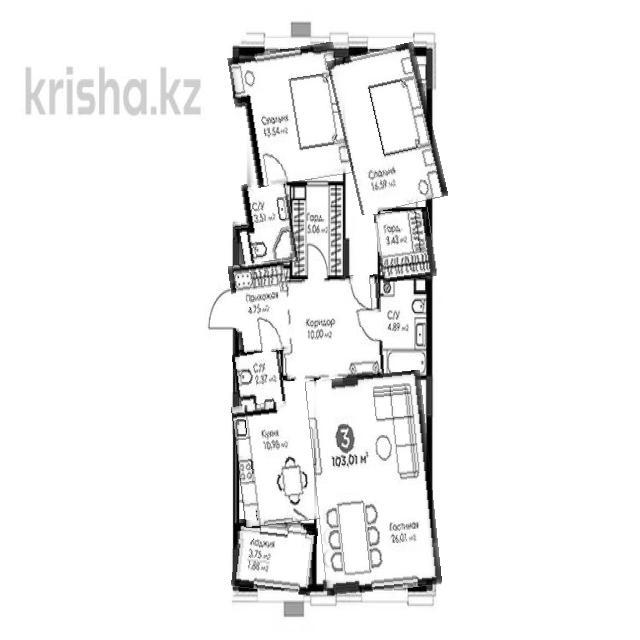 krisha.kz
Спальня
13.54 м2
Спальня
16.59 м2
С/У
3.51 м2
Гард.
5.06 м2
Гард.
3.43 м2
Прихожая
4.75 м2
Коридор
10.00 м2
С/У
4.89 м2
С/У
2.37 м2
Кухня
10.98 м2
3
103,01 м²
Гостиная
26.01 м2
Лоджия
3.75 м2
1.88 м2